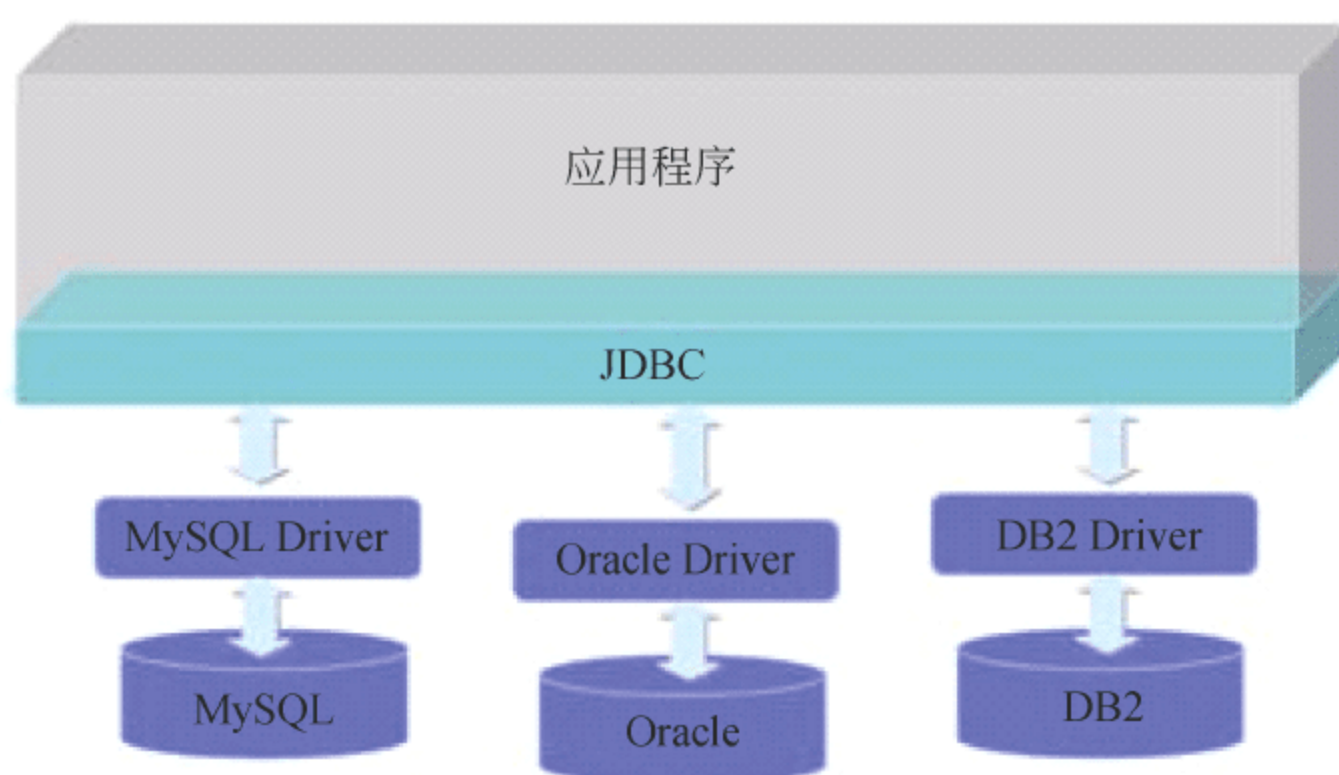 应用程序
JDBC
MySQL Driver
Oracle Driver
DB2 Driver
MySQL
Oracle
DB2